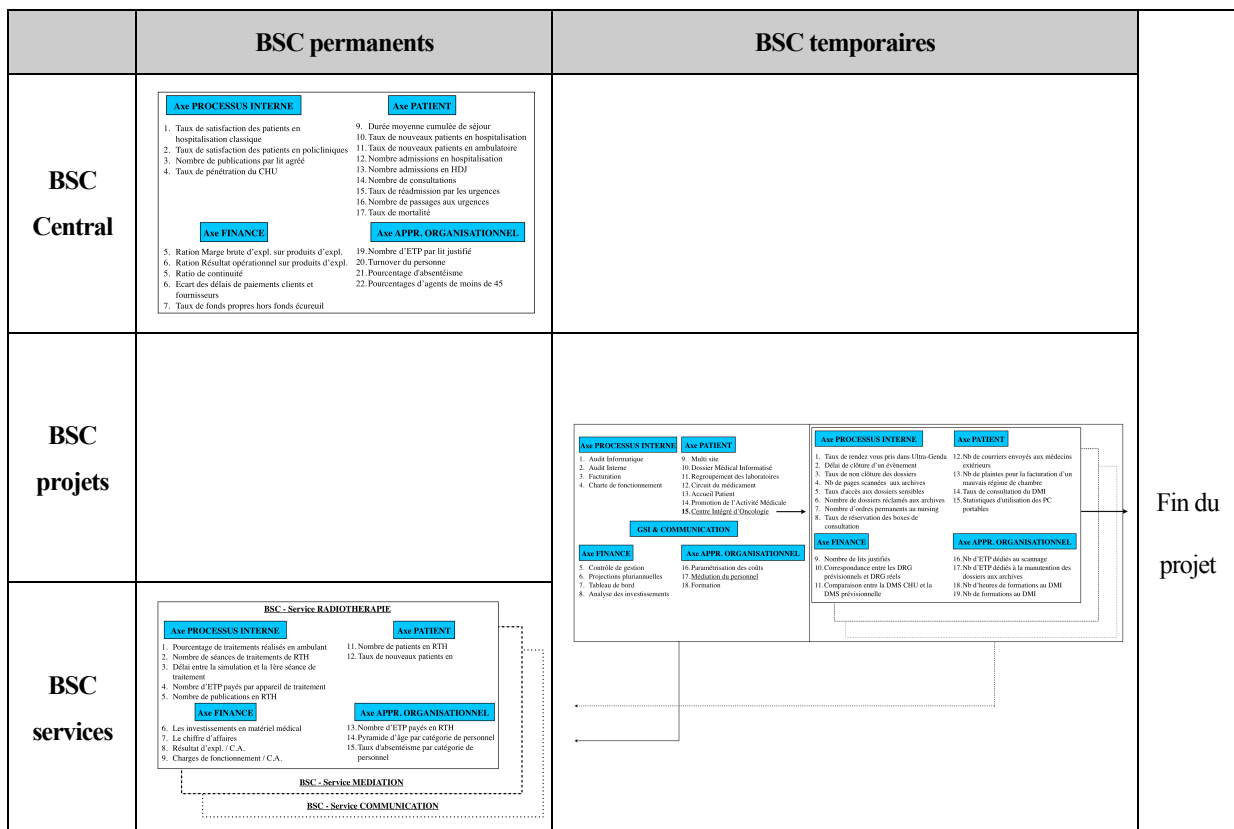 BSC permanents
BSC temporaires
BSC
Central
Axe PROCESSUS INTERNE
1. Taux de satisfaction des patients en
hospitalisation classique
2. Taux de satisfaction des patients en policliniques
3. Nombre de publications par lit agréé
4. Taux de pénétration du CHU
Axe PATIENT
9. Durée moyenne cumulée de séjour
10. Taux de nouveaux patients en hospitalisation
11. Taux de nouveaux patients en ambulatoire
12. Nombre admissions en hospitalisation
13. Nombre admissions en HDJ
14. Nombre de consultations
15. Taux de réadmission par les urgences
16. Nombre de passages aux urgences
17. Taux de mortalité
Axe FINANCE
5. Ration Marge brute d'expl. sur produits d'expl.
6. Ration Résultat opérationnel sur produits d'expl.
5. Ratio de continuité
6. Ecart des délais de paiements clients et
fournisseurs
7. Taux de fonds propres hors fonds écureuil
Axe APPR. ORGANISATIONNEL
19. Nombre d'ETP par lit justifié
20. Turnover du personne
21. Pourcentage d'absentéisme
22. Pourcentages d'agents de moins de 45
BSC
projets
Axe PROCESSUS INTERNE
1. Audit Informatique
2. Audit Interne
3. Facturation
4. Charte de fonctionnement
Axe PATIENT
9. Multi site
10. Dossier Médical Informatisé
11. Regroupement des laboratoires
12. Circuit du médicament
13. Accueil Patient
14. Promotion de l'Activité Médicale
15. Centre Intégré d'Oncologie
GSI & COMMUNICATION
Axe FINANCE
5. Contrôle de gestion
6. Projections pluriannuelles
7. Tableau de bord
8. Analyse des investissements
Axe APPR. ORGANISATIONNEL
16. Paramétrisation des coûts
17. Médiation du personnel
18. Formation
Axe PROCESSUS INTERNE
1. Taux de rendez vous pris dans Ultra-Genda
2. Délai de clôture d'un évènement
3. Taux de non clôture des dossiers
4. Nb de pages scannées aux archives
5. Taux d'accès aux dossiers sensibles
6. Nombre de dossiers réclamés aux archives
7. Nombre d'ordres permanents au nursing
8. Taux de réservation des boxes de
consultation
Axe PATIENT
12. Nb de courriers envoyés aux médecins
extérieurs
13. Nb de plaintes pour la facturation d'un
mauvais régime de chambre
14. Taux de consultation du DMI
15. Statistiques d'utilisation des PC
portables
Axe FINANCE
9. Nombre de lits justifiés
10. Correspondance entre les DRG
prévisionnels et DRG réels
11. Comparaison entre la DMS CHU et la
DMS prévisionnelle
Axe APPR. ORGANISATIONNEL
16. Nb d'ETP dédiés au scannage
17. Nb d'ETP dédiés à la manutention des
dossiers aux archives
18. Nb d'heures de formations au DMI
19. Nb de formations au DMI
Fin du
projet
BSC
services
BSC - Service RADIOTHERAPIE
Axe PROCESSUS INTERNE
1. Pourcentage de traitements réalisés en ambulant
2. Nombre de séances de traitements de RTH
3. Délai entre la simulation et la 1ère séance de
traitement
4. Nombre d'ETP payés par appareil de traitement
5. Nombre de publications en RTH
Axe PATIENT
11. Nombre de patients en RTH
12. Taux de nouveaux patients en
Axe FINANCE
6. Les investissements en matériel médical
7. Le chiffre d'affaires
8. Résultat d'expl. / C.A.
9. Charges de fonctionnement / C.A.
Axe APPR. ORGANISATIONNEL
13. Nombre d'ETP payés en RTH
14. Pyramide d'âge par catégorie de personnel
15. Taux d'absentéisme par catégorie de
personnel
BSC - Service MEDIATION
BSC - Service COMMUNICATION